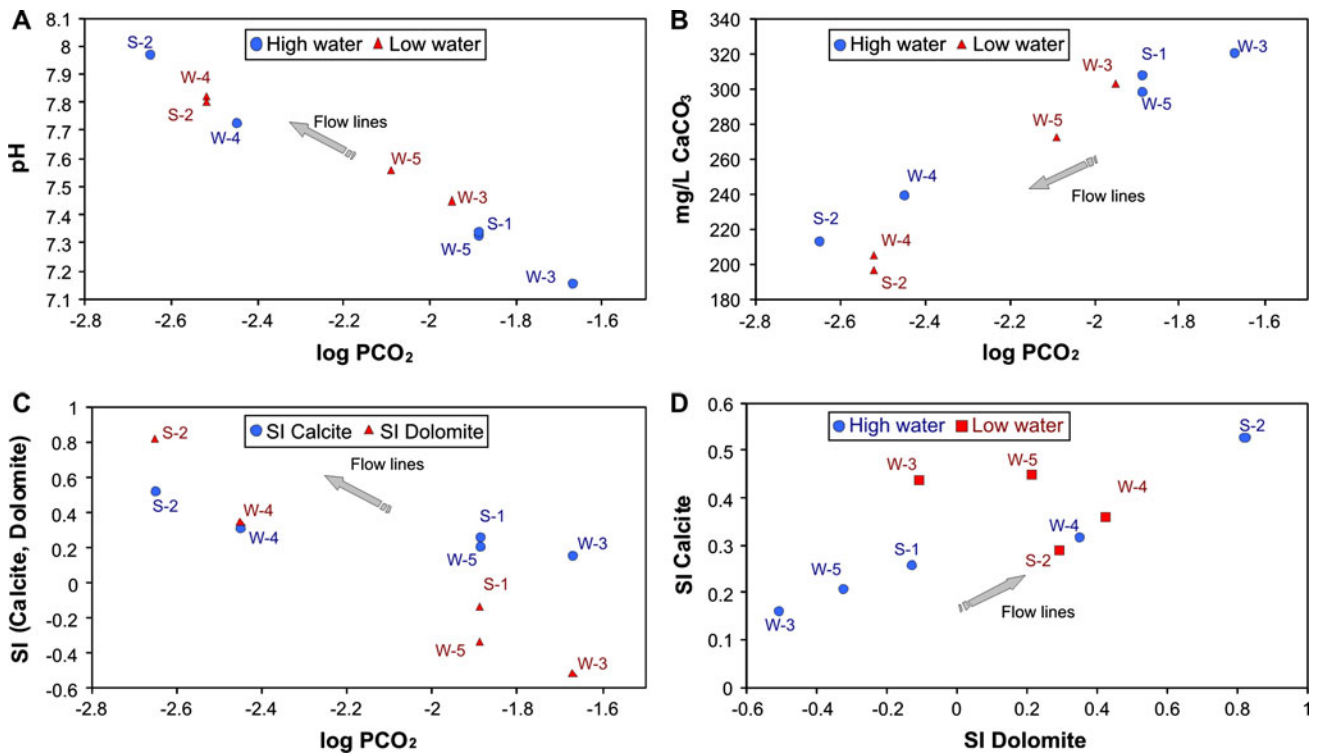 A
High water Low water
S-2
W-4
S-2
W-4
Flow lines
W-5
W-3
S-1
W-5
W-3
pH
8.1
8
7.9
7.8
7.7
7.6
7.5
7.4
7.3
7.2
7.1
-2.8 -2.6 -2.4 -2.2 -2 -1.8 -1.6
log PCO₂
B
High water Low water
W-3
S-1
W-3
W-5
W-5
W-4
Flow lines
S-2
W-4
S-2
mg/L CaCO₃
340
320
300
280
260
240
220
200
180
-2.8 -2.6 -2.4 -2.2 -2 -1.8 -1.6
log PCO₂
C
SI Calcite SI Dolomite
S-2
Flow lines
S-2
W-4
W-4
S-1
W-5
W-3
S-1
W-5
W-3
SI (Calcite, Dolomite)
1
0.8
0.6
0.4
0.2
0
-0.2
-0.4
-0.6
-2.8 -2.6 -2.4 -2.2 -2 -1.8 -1.6
log PCO₂
D
High water Low water
S-2
W-3
W-5
W-4
W-4
S-1
S-2
W-5
W-3
Flow lines
SI Calcite
0.6
0.5
0.4
0.3
0.2
0.1
0
-0.6 -0.4 -0.2 0 0.2 0.4 0.6 0.8 1
SI Dolomite